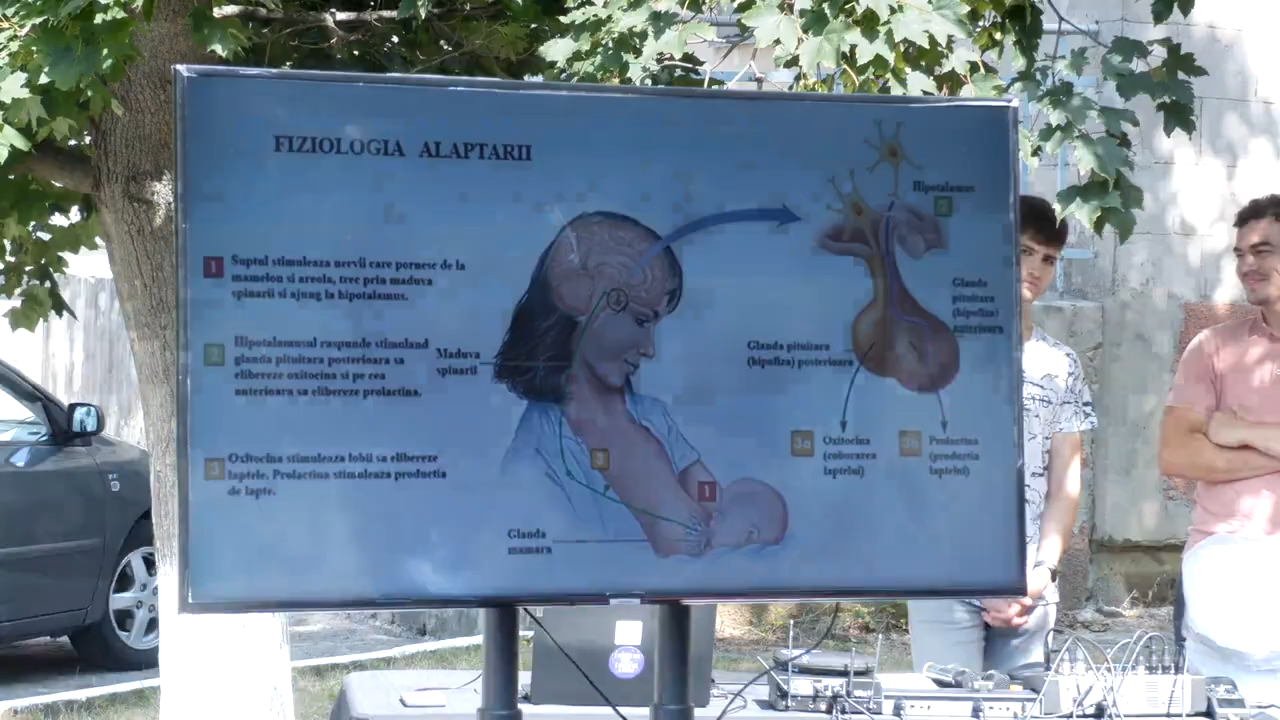 FIZIOLOGIA ALAPTARII
1 Suptul stimuleaza nervii care pornesc de la
mamelon si areola, trec prin maduva
spinarii si ajung la hipotalamus.
2 Hipotalamusul raspunde stimuland
glanda pituitara posterioara sa
elibereze oxitocina si pe cea
anterioara sa elibereze prolactina.
3 Oxitocina stimuleaza lobii sa elibereze
laptele. Prolactina stimuleaza productia
de lapte.
Maduva
spinarii
3
1
Glanda
mamara
Hipotalamus
2
Glanda
pituitara
(hipofiza)
anterioara
Glanda pituitara
(hipofiza) posterioara
3a Oxitocina
(coborarea
laptelui)
3b Prolactina
(productia
laptelui)